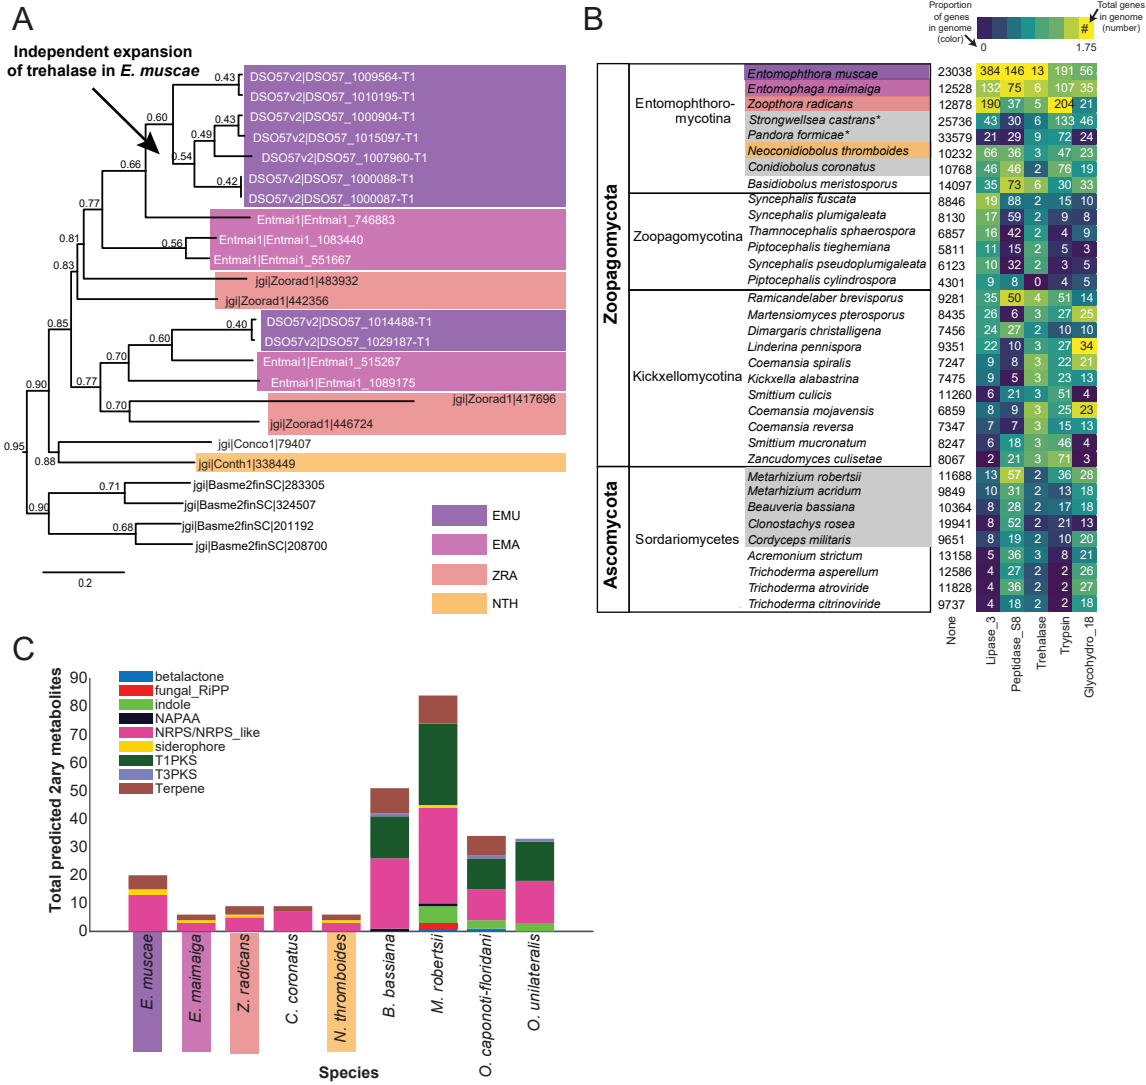 A
Independent expansion
of trehalase in E. muscae
0.43
DSO57v2|DSO57_1009564-T1
DSO57v2|DSO57_1010195-T1
0.60
0.43
DSO57v2|DSO57_1000904-T1
0.49
DSO57v2|DSO57_1015097-T1
0.54
DSO57v2|DSO57_1007960-T1
0.66
0.42
DSO57v2|DSO57_1000088-T1
DSO57v2|DSO57_1000087-T1
0.77
Entmai1|Entmai1_746883
0.81
0.56
Entmai1|Entmai1_1083440
Entmai1|Entmai1_551667
0.83
jgi|Zoorad1|483932
jgi|Zoorad1|442356
0.85
0.40
DSO57v2|DSO57_1014488-T1
0.60
DSO57v2|DSO57_1029187-T1
0.70
Entmai1|Entmai1_515267
0.77
Entmai1|Entmai1_1089175
0.90
0.70
jgi|Zoorad1|417696
jgi|Zoorad1|446724
0.95
jgi|Conco1|79407
0.88
jgi|Conth1|338449
0.71
jgi|Basme2finSC|283305
0.90
jgi|Basme2finSC|324507
0.68
jgi|Basme2finSC|201192
jgi|Basme2finSC|208700
0.2
EMU
EMA
ZRA
NTH
B
Proportion
of genes
in genome
(color)
0
1.75
#
Total genes
in genome
(number)
Zoopagomycota
Entomophthoro-
mycotina
Entomophthora muscae 23038 384 146 13 191 56
Entomophaga maimaiga 12528 132 75 6 107 35
Zoopthora radicans 12878 190 37 5 204 21
Strongwellsea castrans* 25736 43 30 6 133 46
Pandora formicae* 33579 21 29 9 72 24
Neoconidiobolus thromboides 10232 66 36 3 47 23
Conidiobolus coronatus 10768 46 46 2 76 19
Basidiobolus meristosporus 14097 35 73 6 30 33
Zoopagomycotina
Syncephalis fuscata 8846 19 88 2 15 10
Syncephalis plumigaleata 8130 17 59 2 9 8
Thamnocephalis sphaerospora 6857 16 42 2 4 9
Piptocephalis tieghemiana 5811 11 15 2 5 3
Syncephalis pseudoplumigaleata 6123 10 32 2 3 5
Piptocephalis cylindrospora 4301 9 8 0 4 5
Kickxellomycotina
Ramicandelaber brevisporus 9281 35 50 4 51 14
Martensiomyces pterosporus 8435 26 6 3 27 25
Dimargaris christalligena 7456 24 27 2 10 10
Linderina pennispora 9351 22 10 3 27 34
Coemansia spiralis 7247 9 8 3 22 21
Kickxella alabastrina 7475 9 5 3 23 13
Smittium culicis 11260 6 21 3 51 4
Coemansia mojavensis 6859 8 9 3 25 23
Coemansia reversa 7347 7 7 3 15 13
Smittium mucronatum 8247 6 18 3 46 4
Zancudomyces culisetae 8067 2 21 3 71 3
Ascomycota
Sordariomycetes
Metarhizium robertsii 11688 13 57 2 36 28
Metarhizium acridum 9849 10 31 2 13 18
Beauveria bassiana 10364 8 28 2 17 18
Clonostachys rosea 19941 8 52 2 21 13
Cordyceps militaris 9651 8 19 2 10 20
Acremonium strictum 13158 5 36 3 8 21
Trichoderma asperellum 12586 4 27 2 2 26
Trichoderma atroviride 11828 4 36 2 2 27
Trichoderma citrinoviride 9737 4 18 2 2 18
None
Lipase_3
Peptidase_S8
Trehalase
Trypsin
Glycohydro_18
C
Total predicted 2ary metabolites
90
80
70
60
50
40
30
20
10
0
betalactone
fungal_RiPP
indole
NAPAA
NRPS/NRPS_like
siderophore
T1PKS
T3PKS
Terpene
E. muscae
E. maimaiga
Z. radicans
C. coronatus
N. thromboides
B. bassiana
M. robertsii
O. caponoti-floridani
O. unilateralis
Species